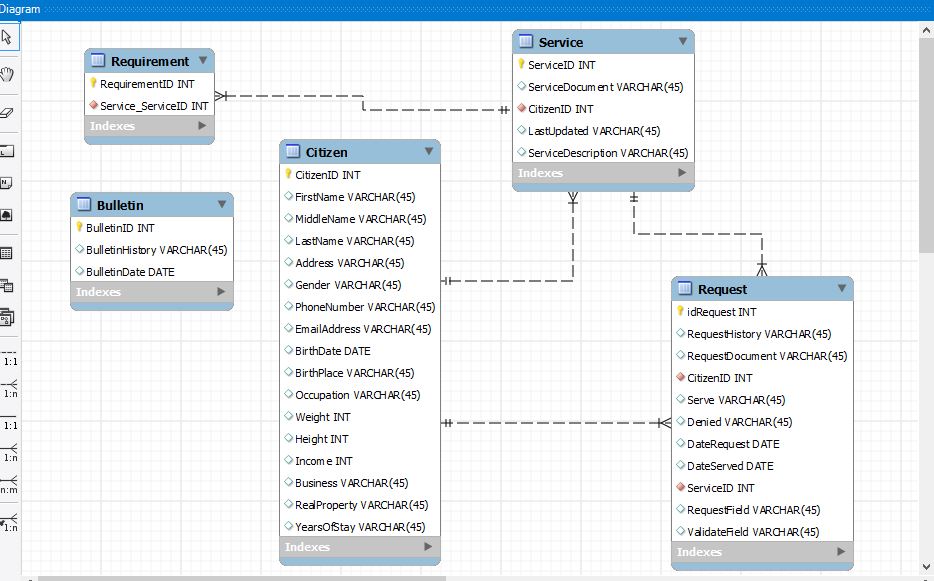 Diagram
Requirement
RequirementID INT
Service_ServiceID INT
Indexes
Service
ServiceID INT
ServiceDocument VARCHAR(45)
CitizenID INT
LastUpdated VARCHAR(45)
ServiceDescription VARCHAR(45)
Indexes
Citizen
CitizenID INT
FirstName VARCHAR(45)
MiddleName VARCHAR(45)
LastName VARCHAR(45)
Address VARCHAR(45)
Gender VARCHAR(45)
PhoneNumber VARCHAR(45)
EmailAddress VARCHAR(45)
BirthDate DATE
BirthPlace VARCHAR(45)
Occupation VARCHAR(45)
Weight INT
Height INT
Income INT
Business VARCHAR(45)
RealProperty VARCHAR(45)
YearsOfStay VARCHAR(45)
Indexes
Bulletin
BulletinID INT
BulletinHistory VARCHAR(45)
BulletinDate DATE
Indexes
Request
idRequest INT
RequestHistory VARCHAR(45)
RequestDocument VARCHAR(45)
CitizenID INT
Serve VARCHAR(45)
Denied VARCHAR(45)
DateRequest DATE
DateServed DATE
ServiceID INT
RequestField VARCHAR(45)
ValidateField VARCHAR(45)
Indexes
1:1
1:n
1:1
1:n
n:m
1:n